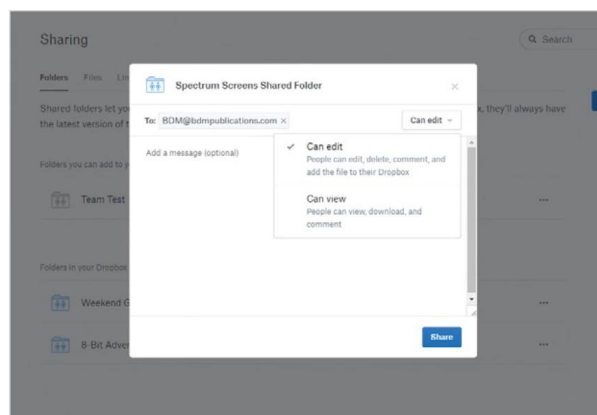 Sharing
Search
Folders Files
Spectrum Screens Shared Folder
Shared folders let you
x, they'll always have
the latest version of
To: BDM@bdmpublications.com ×
Can edit
Add a message (optional)
Can edit
People can edit, delete, comment, and
add the file to their Dropbox
Can view
People can view, download, and
comment
Folders you can add to
Team Test
Folders in your Dropbox
Weekend
8-Bit
Share